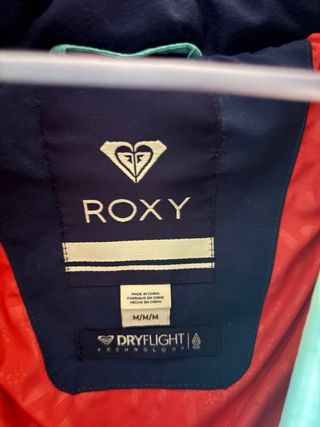 ROXY
MADE IN CHINA
FABRIQUÉ EN CHINE
HECHO EN CHINA
M/M/M
DRYFLIGHT
TECHNOLOGY